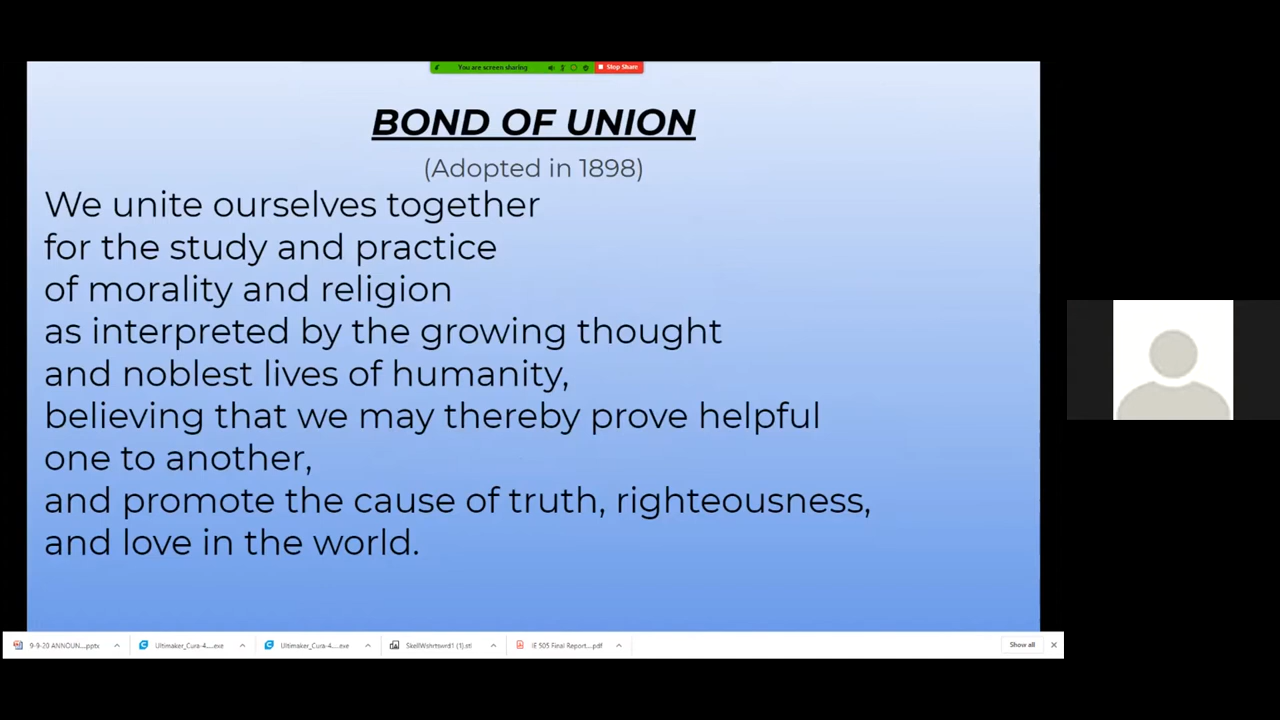 You are screen sharing
Stop Share
BOND OF UNION
(Adopted in 1898)
We unite ourselves together
for the study and practice
of morality and religion
as interpreted by the growing thought
and noblest lives of humanity,
believing that we may thereby prove helpful
one to another,
and promote the cause of truth, righteousness,
and love in the world.
9-9-20 ANNOUN....pptx
Ultimaker_Cura-4.....exe
Ultimaker_Cura-4.....exe
SkellWshrtswrd1 (1).stl
IE 505 Final Report....pdf
Show all